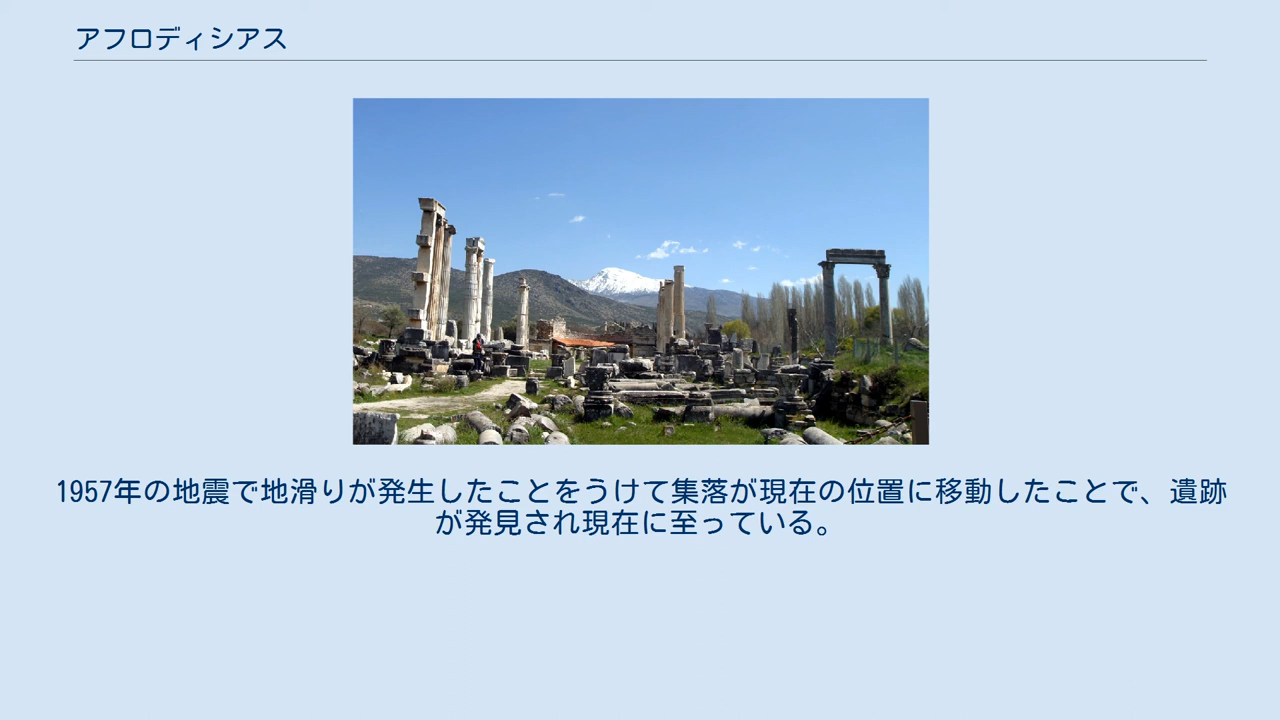 アフロディシアス
1957年の地震で地滑りが発生したことをうけて集落が現在の位置に移動したことで、遺跡
が発見され現在に至っている。